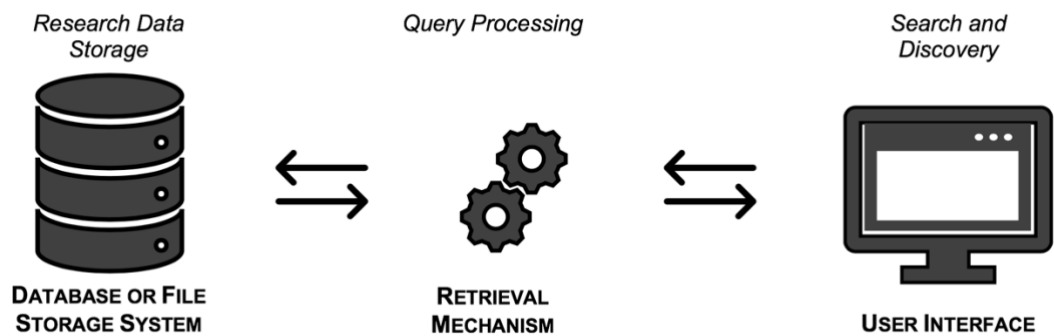 Research Data
Storage
Query Processing
Search and
Discovery
DATABASE OR FILE
STORAGE SYSTEM
RETRIEVAL
MECHANISM
USER INTERFACE